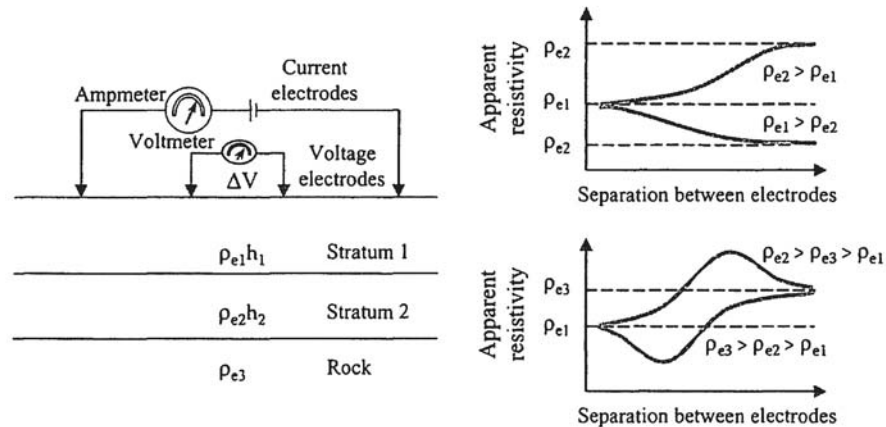 Ampmeter
Current
electrodes
Voltmeter
Voltage
electrodes
ΔV
ρe1h1 Stratum 1
ρe2h2 Stratum 2
ρe3 Rock
Apparent
resistivity
ρe2
ρe2 > ρe1
ρe1
ρe1 > ρe2
ρe2
Separation between electrodes
Apparent
resistivity
ρe2 > ρe3 > ρe1
ρe3
ρe1
ρe3 > ρe2 > ρe1
Separation between electrodes